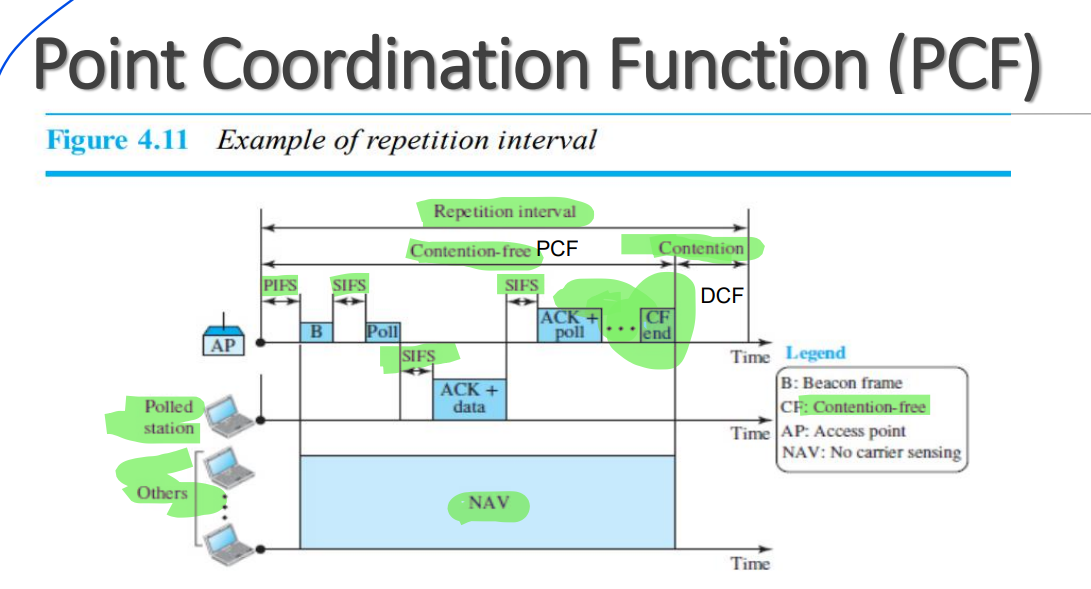 Point Coordination Function (PCF)
Figure 4.11 Example of repetition interval
Repetition interval
Contention-free PCF
Contention
PIFS
SIFS
SIFS
DCF
B
Poll
ACK +
poll
CF
end
AP
Time
SIFS
ACK +
data
Polled
station
Time
Others
NAV
Time
Legend
B: Beacon frame
CF: Contention-free
AP: Access point
NAV: No carrier sensing